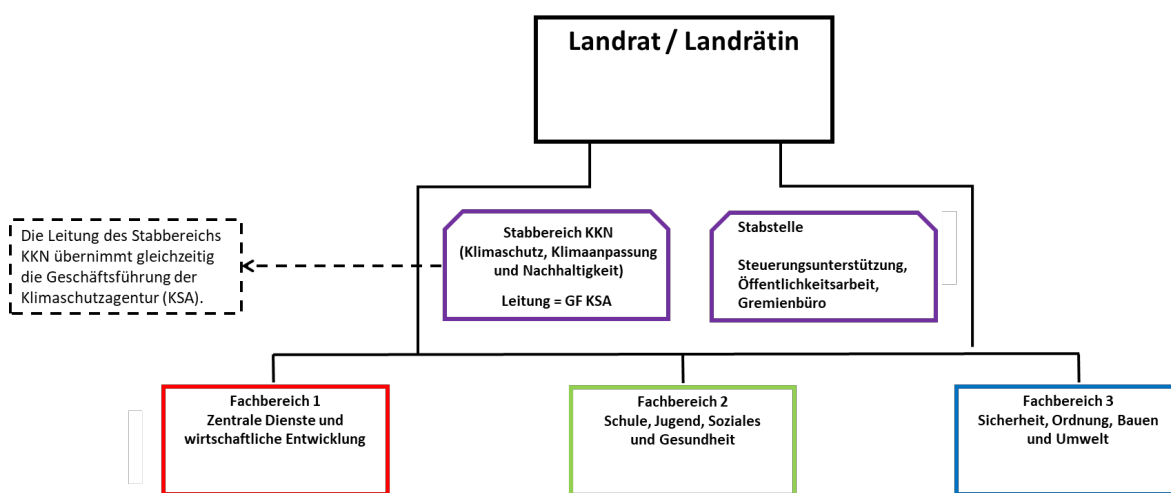 Landrat / Landrätin
Die Leitung des Stabbereichs
KKN übernimmt gleichzeitig
die Geschäftsführung der
Klimaschutzagentur (KSA).
Stabbereich KKN
(Klimaschutz, Klimaanpassung
und Nachhaltigkeit)
Leitung = GF KSA
Stabstelle
Steuerungsunterstützung,
Öffentlichkeitsarbeit,
Gremienbüro
Fachbereich 1
Zentrale Dienste und
wirtschaftliche Entwicklung
Fachbereich 2
Schule, Jugend, Soziales
und Gesundheit
Fachbereich 3
Sicherheit, Ordnung, Bauen
und Umwelt